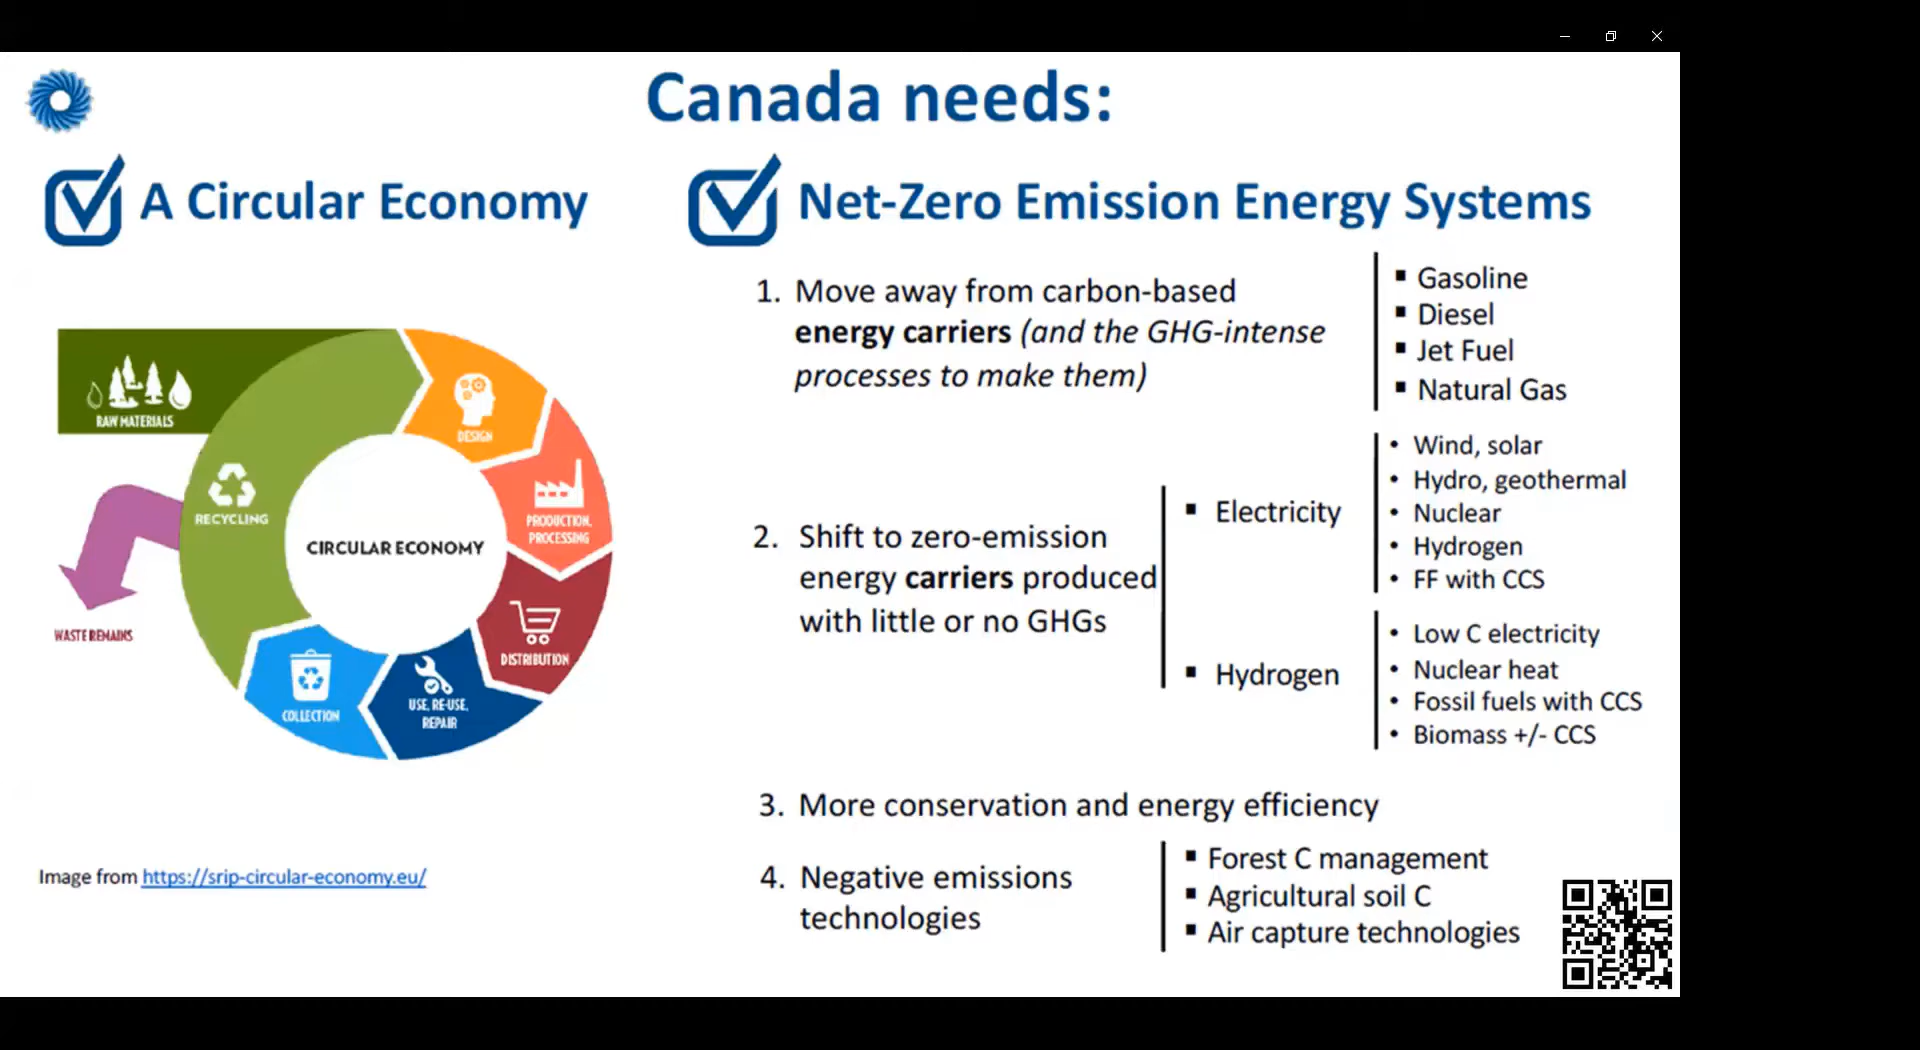 Canada needs:
A Circular Economy
RAW MATERIALS
DESIGN
PRODUCTION,
PROCESSING
DISTRIBUTION
USE, RE-USE,
REPAIR
COLLECTION
RECYCLING
WASTE REMAINS
CIRCULAR ECONOMY
Image from https://srip-circular-economy.eu/
Net-Zero Emission Energy Systems
1. Move away from carbon-based
energy carriers (and the GHG-intense
processes to make them)
▪ Gasoline
▪ Diesel
▪ Jet Fuel
▪ Natural Gas
2. Shift to zero-emission
energy carriers produced
with little or no GHGs
▪ Electricity
• Wind, solar
• Hydro, geothermal
• Nuclear
• Hydrogen
• FF with CCS
▪ Hydrogen
• Low C electricity
• Nuclear heat
• Fossil fuels with CCS
• Biomass +/- CCS
3. More conservation and energy efficiency
4. Negative emissions
technologies
▪ Forest C management
▪ Agricultural soil C
▪ Air capture technologies